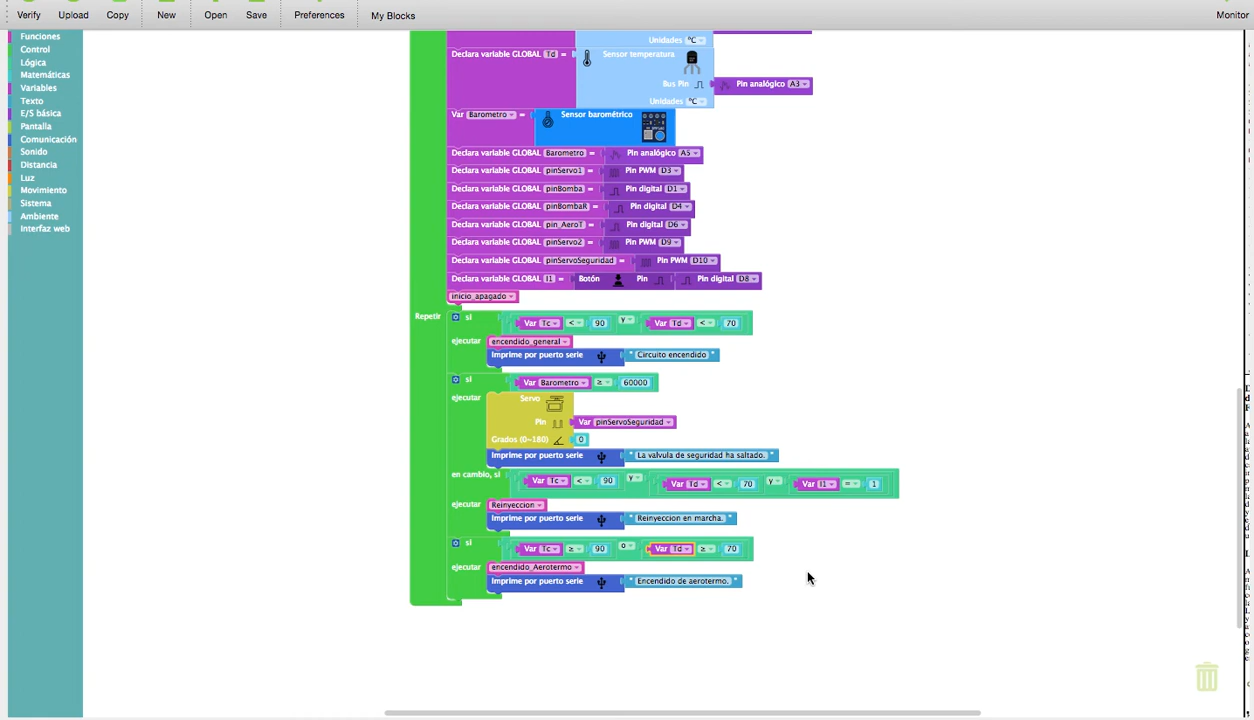 Verify Upload Copy New Open Save Preferences My Blocks Monitor
Funciones
Control
Lógica
Matemáticas
Variables
Texto
E/S básica
Pantalla
Comunicación
Sonido
Distancia
Luz
Movimiento
Sistema
Ambiente
Interfaz web
Unidades ºC
Declara variable GLOBAL Td = Sensor temperatura
Bus Pin Pin analógico A3
Unidades ºC
Var Barometro = Sensor barométrico
Declara variable GLOBAL Barometro = Pin analógico A5
Declara variable GLOBAL pinServo1 = Pin PWM D3
Declara variable GLOBAL pinBomba = Pin digital D1
Declara variable GLOBAL pinBombaR = Pin digital D4
Declara variable GLOBAL pin_AeroT = Pin digital D6
Declara variable GLOBAL pinServo2 = Pin PWM D9
Declara variable GLOBAL pinServoSeguridad = Pin PWM D10
Declara variable GLOBAL I1 = Botón Pin Pin digital D8
inicio_apagado
Repetir si Var Tc < 90 y Var Td < 70
ejecutar encendido_general
Imprime por puerto serie " Circuito encendido "
si Var Barometro ≥ 60000
ejecutar Servo
Pin Var pinServoSeguridad
Grados (0~180) 0
Imprime por puerto serie " La valvula de seguridad ha saltado. "
en cambio, si Var Tc < 90 y Var Td < 70 y Var I1 = 1
ejecutar Reinyeccion
Imprime por puerto serie " Reinyeccion en marcha. "
si Var Tc ≥ 90 o Var Td ≥ 70
ejecutar encendido_Aerotermo
Imprime por puerto serie " Encendido de aerotermo. "